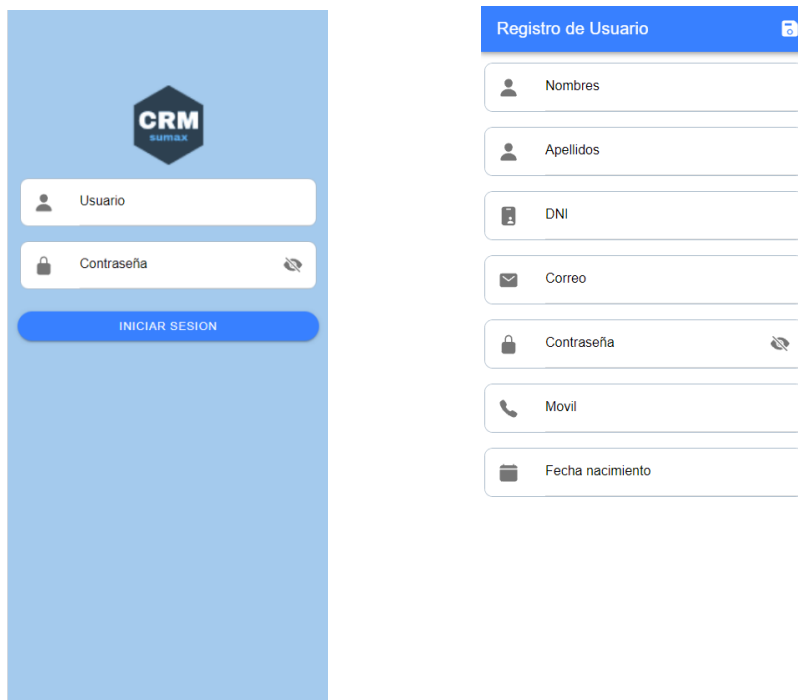 CRM
sumax
Usuario
Contraseña
INICIAR SESION
Registro de Usuario
Nombres
Apellidos
DNI
Correo
Contraseña
Movil
Fecha nacimiento